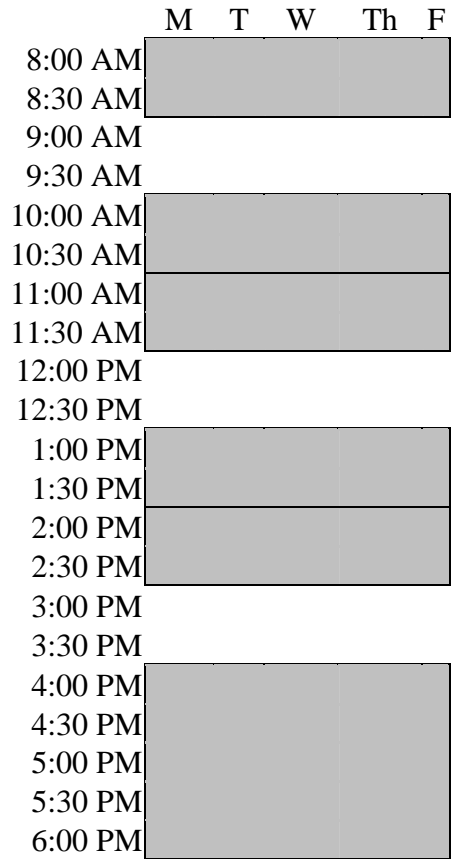 M T W Th F
8:00 AM
8:30 AM
9:00 AM
9:30 AM
10:00 AM
10:30 AM
11:00 AM
11:30 AM
12:00 PM
12:30 PM
1:00 PM
1:30 PM
2:00 PM
2:30 PM
3:00 PM
3:30 PM
4:00 PM
4:30 PM
5:00 PM
5:30 PM
6:00 PM